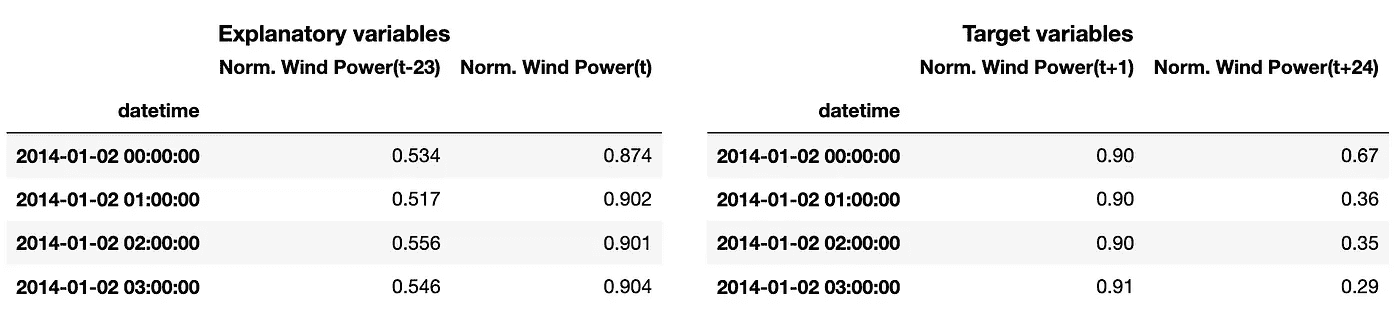 Explanatory variables
Norm. Wind Power(t-23) Norm. Wind Power(t)
datetime
2014-01-02 00:00:00 0.534 0.874
2014-01-02 01:00:00 0.517 0.902
2014-01-02 02:00:00 0.556 0.901
2014-01-02 03:00:00 0.546 0.904
Target variables
Norm. Wind Power(t+1) Norm. Wind Power(t+24)
datetime
2014-01-02 00:00:00 0.90 0.67
2014-01-02 01:00:00 0.90 0.36
2014-01-02 02:00:00 0.90 0.35
2014-01-02 03:00:00 0.91 0.29